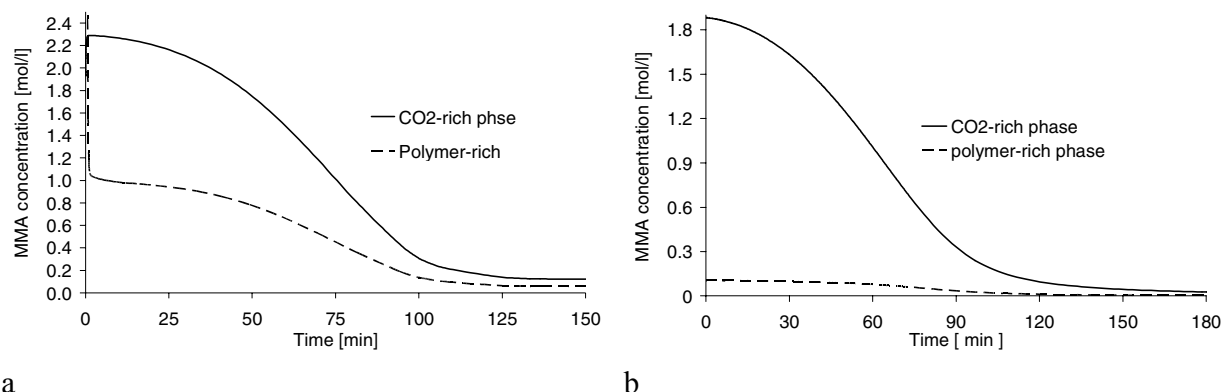 MMA concentration [mol/l]
2.4
2.2
2.0
1.8
1.6
1.4
1.2
1.0
0.8
0.6
0.4
0.2
0.0
CO2-rich phse
Polymer-rich
0 25 50 75 100 125 150
Time [min]
a
MMA concentration [mol/l]
1.8
1.5
1.2
0.9
0.6
0.3
0
CO2-rich phase
polymer-rich phase
0 30 60 90 120 150 180
Time [ min ]
b